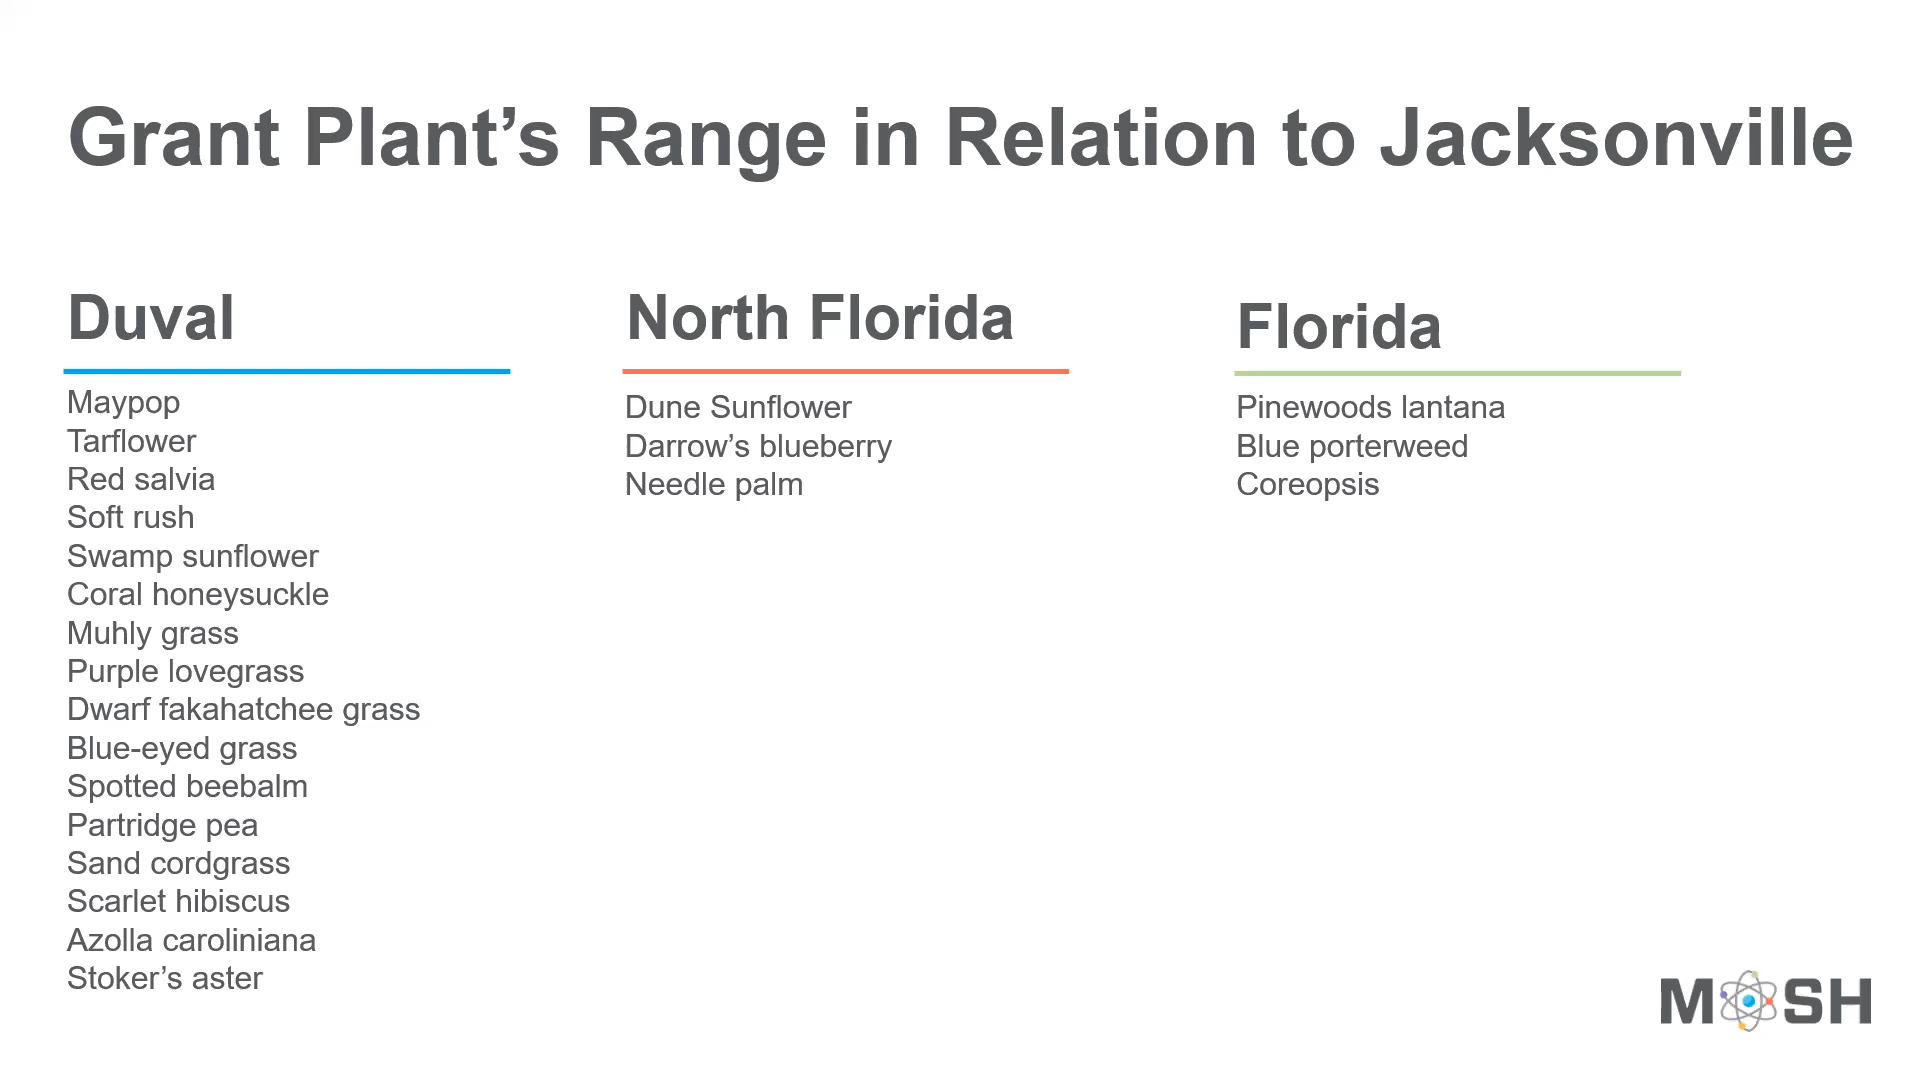 Grant Plant’s Range in Relation to Jacksonville
Duval
Maypop
Tarflower
Red salvia
Soft rush
Swamp sunflower
Coral honeysuckle
Muhly grass
Purple lovegrass
Dwarf fakahatchee grass
Blue-eyed grass
Spotted beebalm
Partridge pea
Sand cordgrass
Scarlet hibiscus
Azolla caroliniana
Stoker’s aster
North Florida
Dune Sunflower
Darrow’s blueberry
Needle palm
Florida
Pinewoods lantana
Blue porterweed
Coreopsis
MOSH